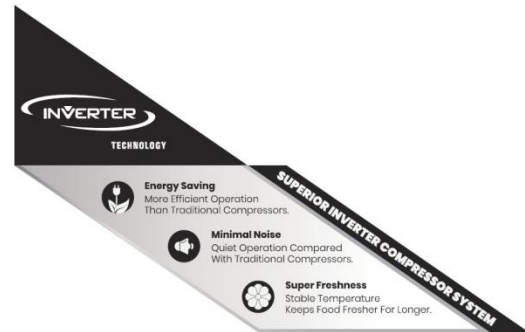 INVERTER
TECHNOLOGY
Energy Saving
More Efficient Operation
Than Traditional Compressors.
Minimal Noise
Quiet Operation Compared
With Traditional Compressors.
Super Freshness
Stable Temperature
Keeps Food Fresher For Longer.
SUPERIOR INVERTER COMPRESSOR SYSTEM